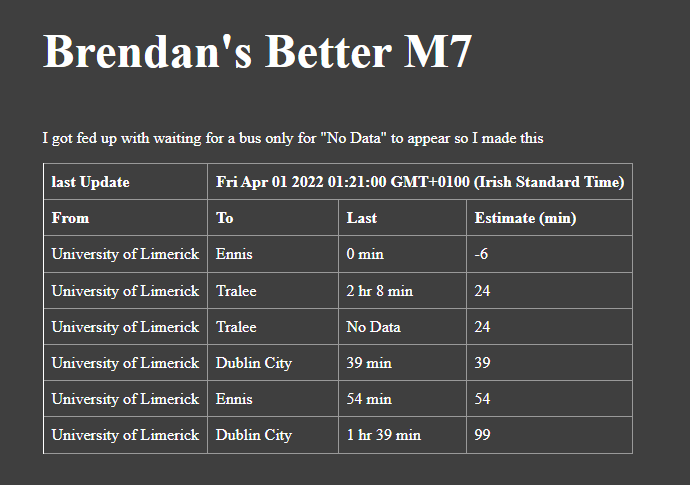 Brendan's Better M7
I got fed up with waiting for a bus only for "No Data" to appear so I made this
last Update Fri Apr 01 2022 01:21:00 GMT+0100 (Irish Standard Time)
From To Last Estimate (min)
University of Limerick Ennis 0 min -6
University of Limerick Tralee 2 hr 8 min 24
University of Limerick Tralee No Data 24
University of Limerick Dublin City 39 min 39
University of Limerick Ennis 54 min 54
University of Limerick Dublin City 1 hr 39 min 99